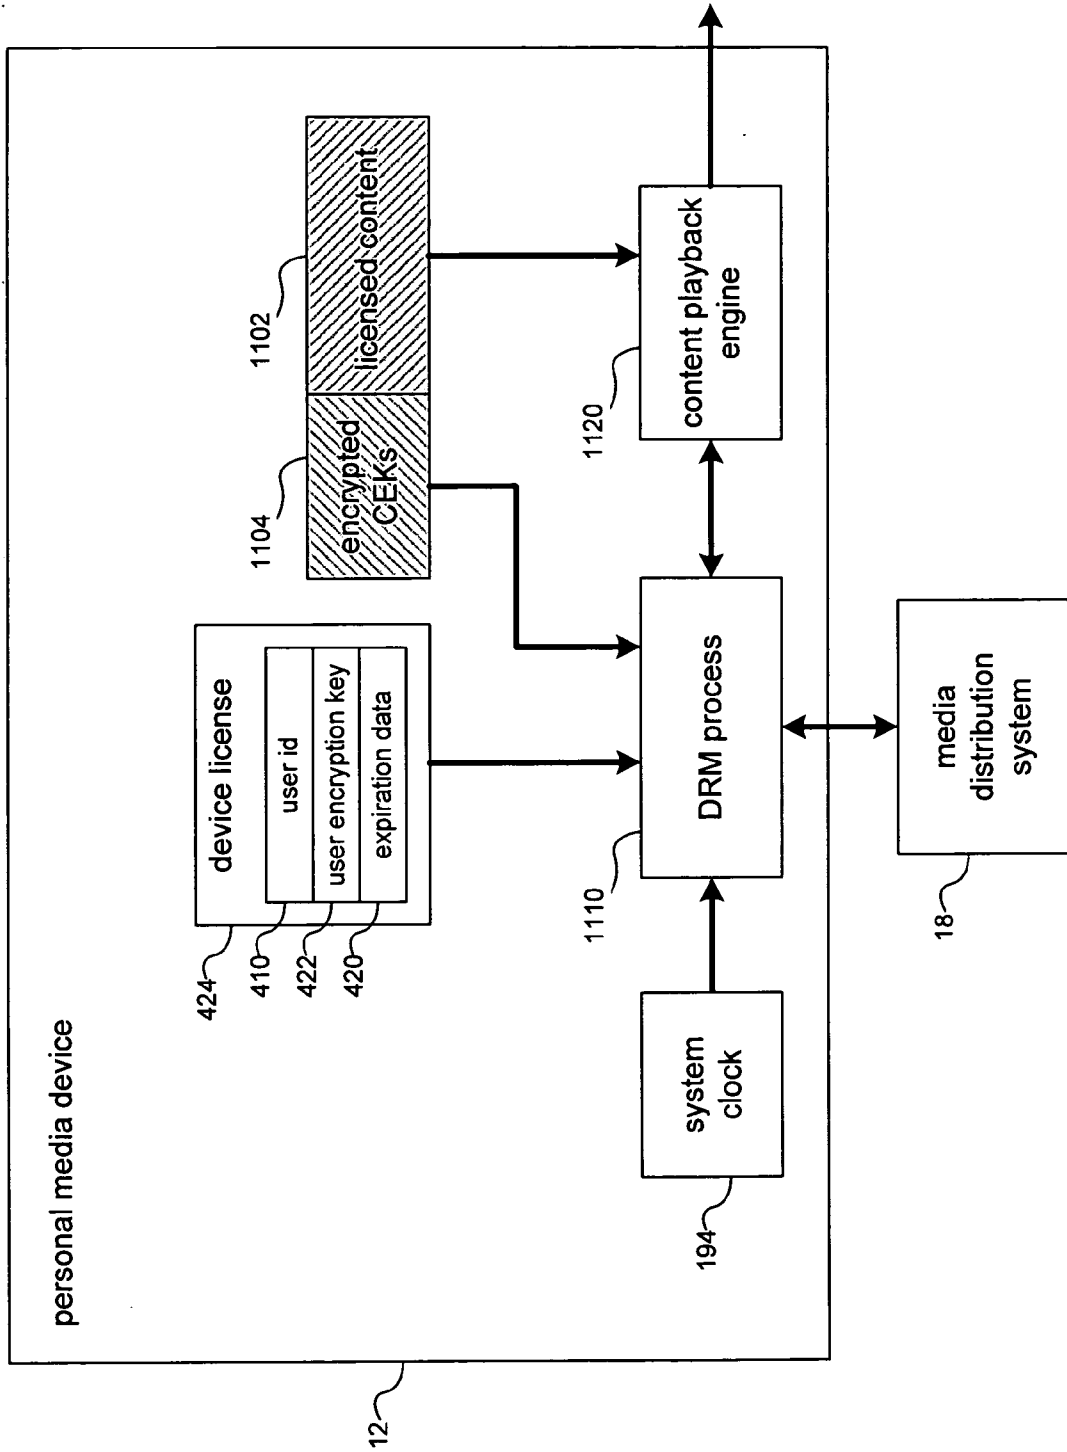 personal media device
12
424
device license
410
user id
422
user encryption key
420
expiration data
1104
encrypted
CEKs
1102
licensed content
194
system
clock
1110
DRM process
1120
content playback
engine
18
media
distribution
system